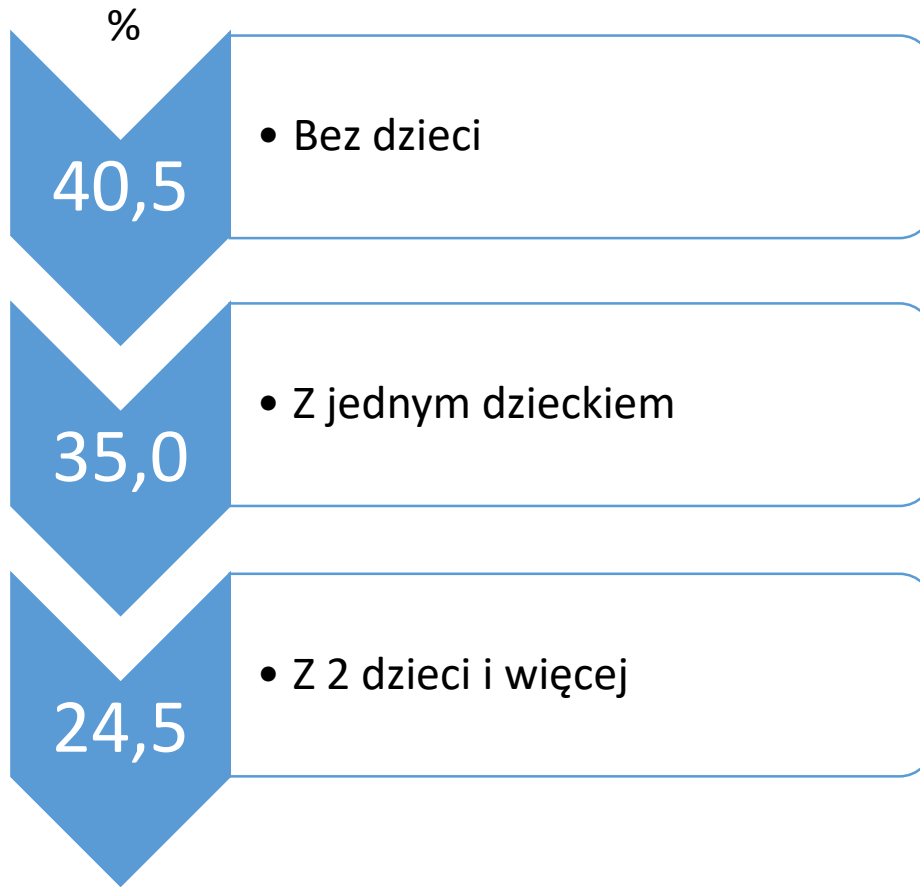 %
40,5
• Bez dzieci
35,0
• Z jednym dzieckiem
24,5
• Z 2 dzieci i więcej